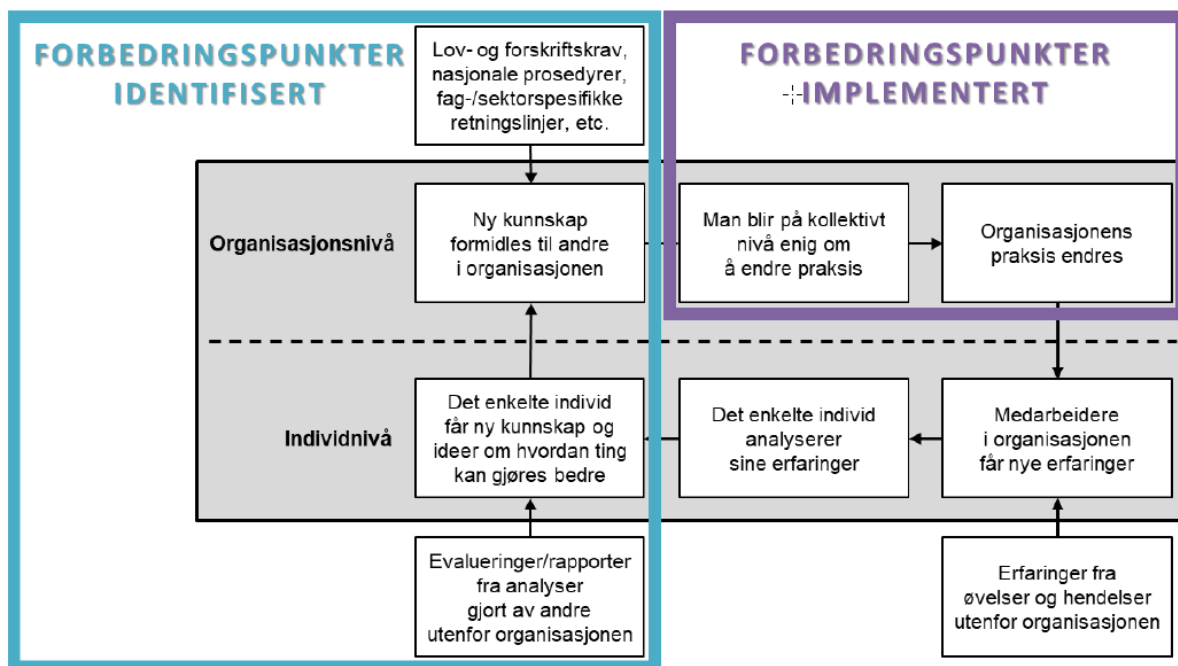 FORBEDRINGSPUNKTER
IDENTIFISERT
Lov- og forskriftskrav,
nasjonale prosedyrer,
fag-/sektorspesifikke
retningslinjer, etc.
FORBEDRINGSPUNKTER
IMPLEMENTERT
Organisasjonsnivå
Ny kunnskap
formidles til andre
i organisasjonen
Man blir på kollektivt
nivå enig om
å endre praksis
Organisasjonens
praksis endres
Individnivå
Det enkelte individ
får ny kunnskap og
ideer om hvordan ting
kan gjøres bedre
Det enkelte individ
analyserer
sine erfaringer
Medarbeidere
i organisasjonen
får nye erfaringer
Evalueringer/rapporter
fra analyser
gjort av andre
utenfor organisasjonen
Erfaringer fra
øvelser og hendelser
utenfor organisasjonen